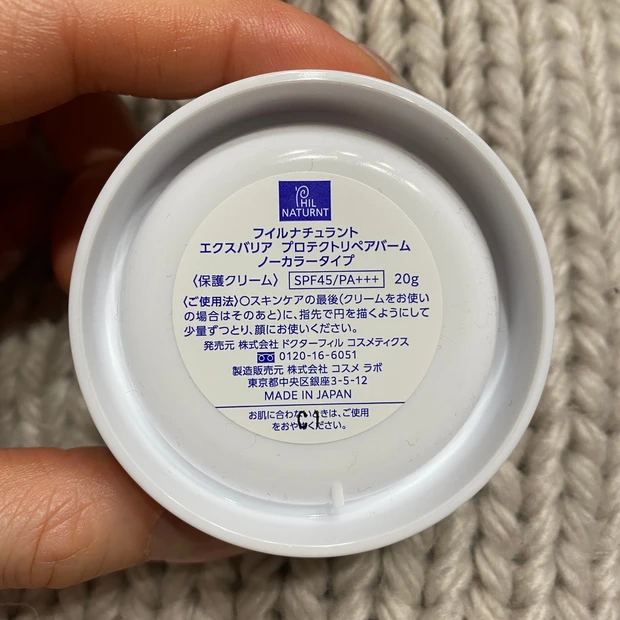 PHIL
NATURNT
フイルナチュラント
エクスバリア プロテクトリペアバーム
ノーカラータイプ
〈保護クリーム〉 SPF45/PA+++ 20g
〈ご使用法〉○スキンケアの最後(クリームをお使い
の場合はそのあと)に、指先で円を描くようにして
少量ずつとり、顔にお使いください。
発売元 株式会社 ドクターフィル コスメティクス
0120-16-6051
製造販売元 株式会社 コスメ ラボ
東京都中央区銀座3-5-12
MADE IN JAPAN
お肌に合わないときは、ご使用
をおやめください。
C1